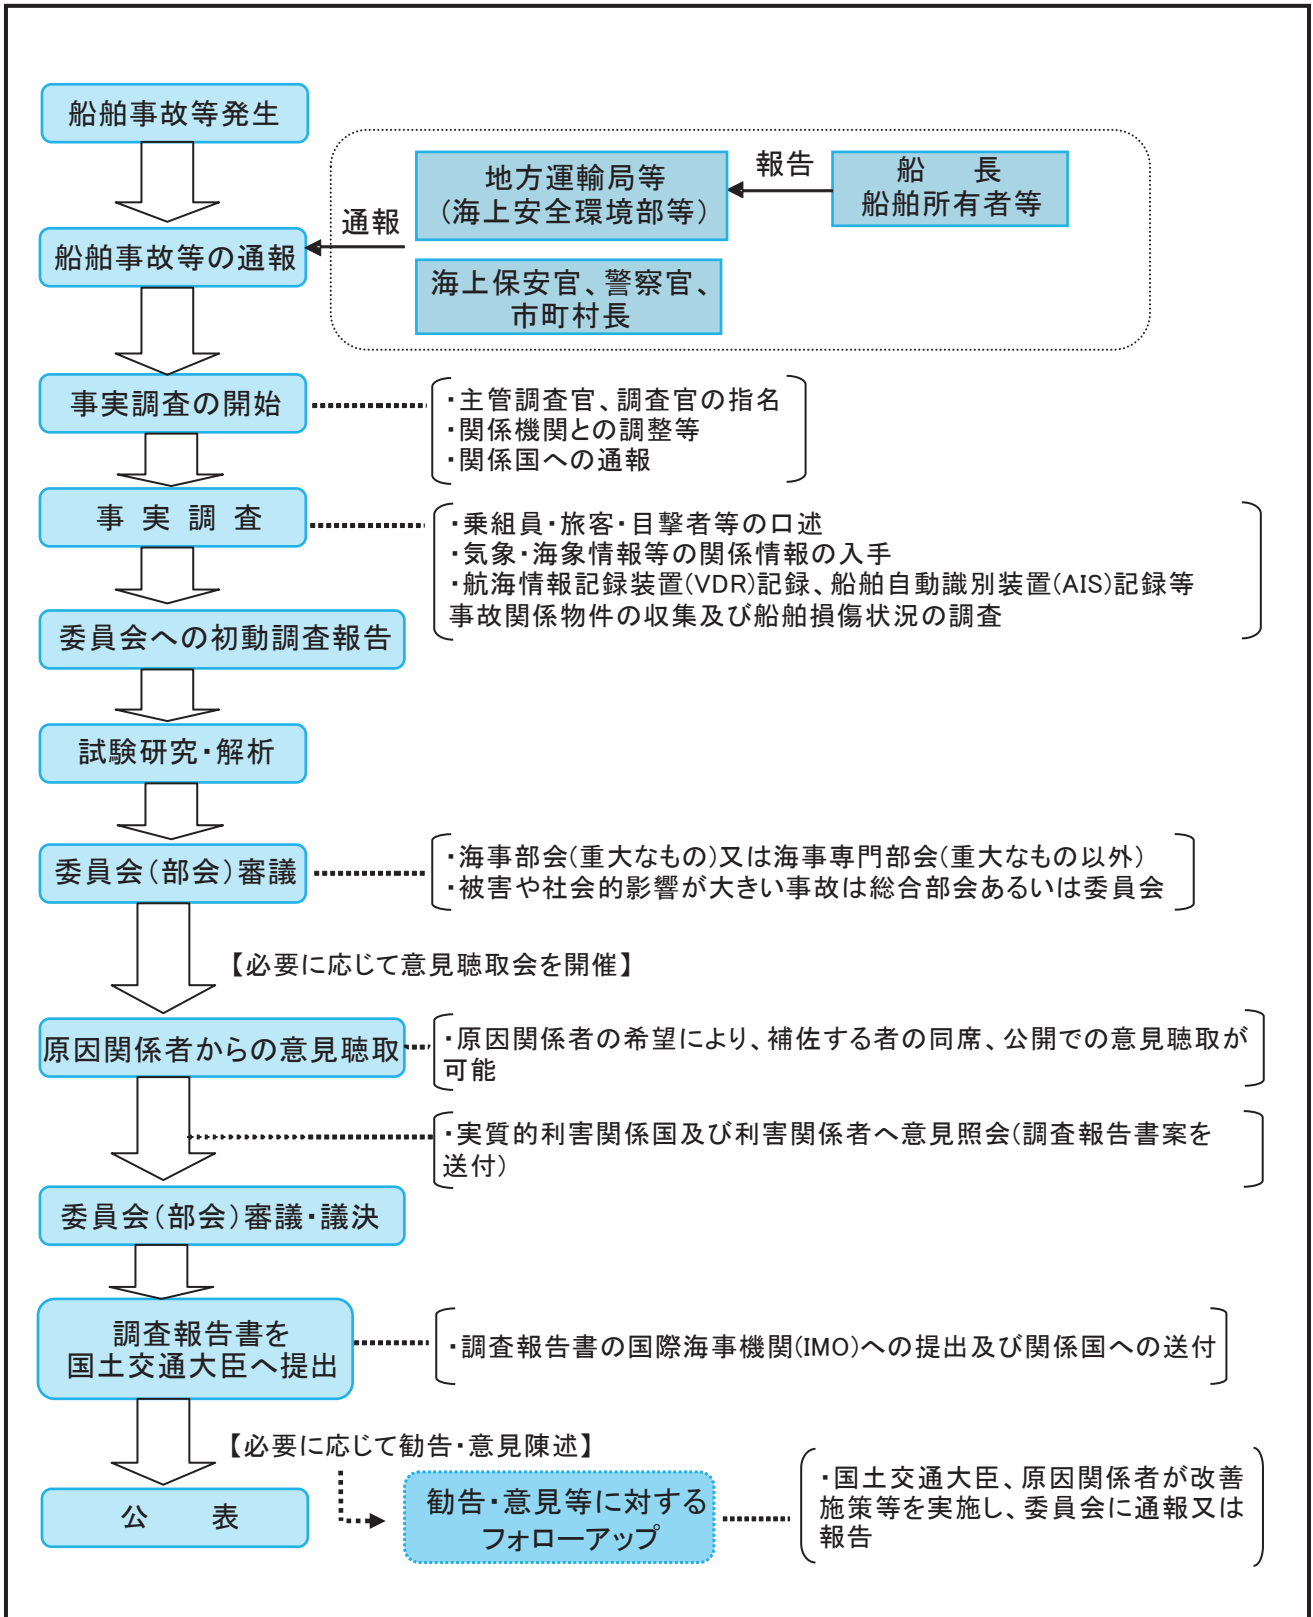 船舶事故等発生
地方運輸局等
(海上安全環境部等)
報告
船　長
船舶所有者等
通報
船舶事故等の通報
海上保安官、警察官、
市町村長
事実調査の開始
・主管調査官、調査官の指名
・関係機関との調整等
・関係国への通報
事 実 調 査
・乗組員・旅客・目撃者等の口述
・気象・海象情報等の関係情報の入手
・航海情報記録装置(VDR)記録、船舶自動識別装置(AIS)記録等
事故関係物件の収集及び船舶損傷状況の調査
委員会への初動調査報告
試験研究・解析
委員会(部会)審議
・海事部会(重大なもの)又は海事専門部会(重大なもの以外)
・被害や社会的影響が大きい事故は総合部会あるいは委員会
【必要に応じて意見聴取会を開催】
原因関係者からの意見聴取
・原因関係者の希望により、補佐する者の同席、公開での意見聴取が
可能
・実質的利害関係国及び利害関係者へ意見照会(調査報告書案を
送付)
委員会(部会)審議・議決
調査報告書を
国土交通大臣へ提出
・調査報告書の国際海事機関(IMO)への提出及び関係国への送付
【必要に応じて勧告・意見陳述】
公　　表
勧告・意見等に対する
フォローアップ
・国土交通大臣、原因関係者が改善
施策等を実施し、委員会に通報又は
報告